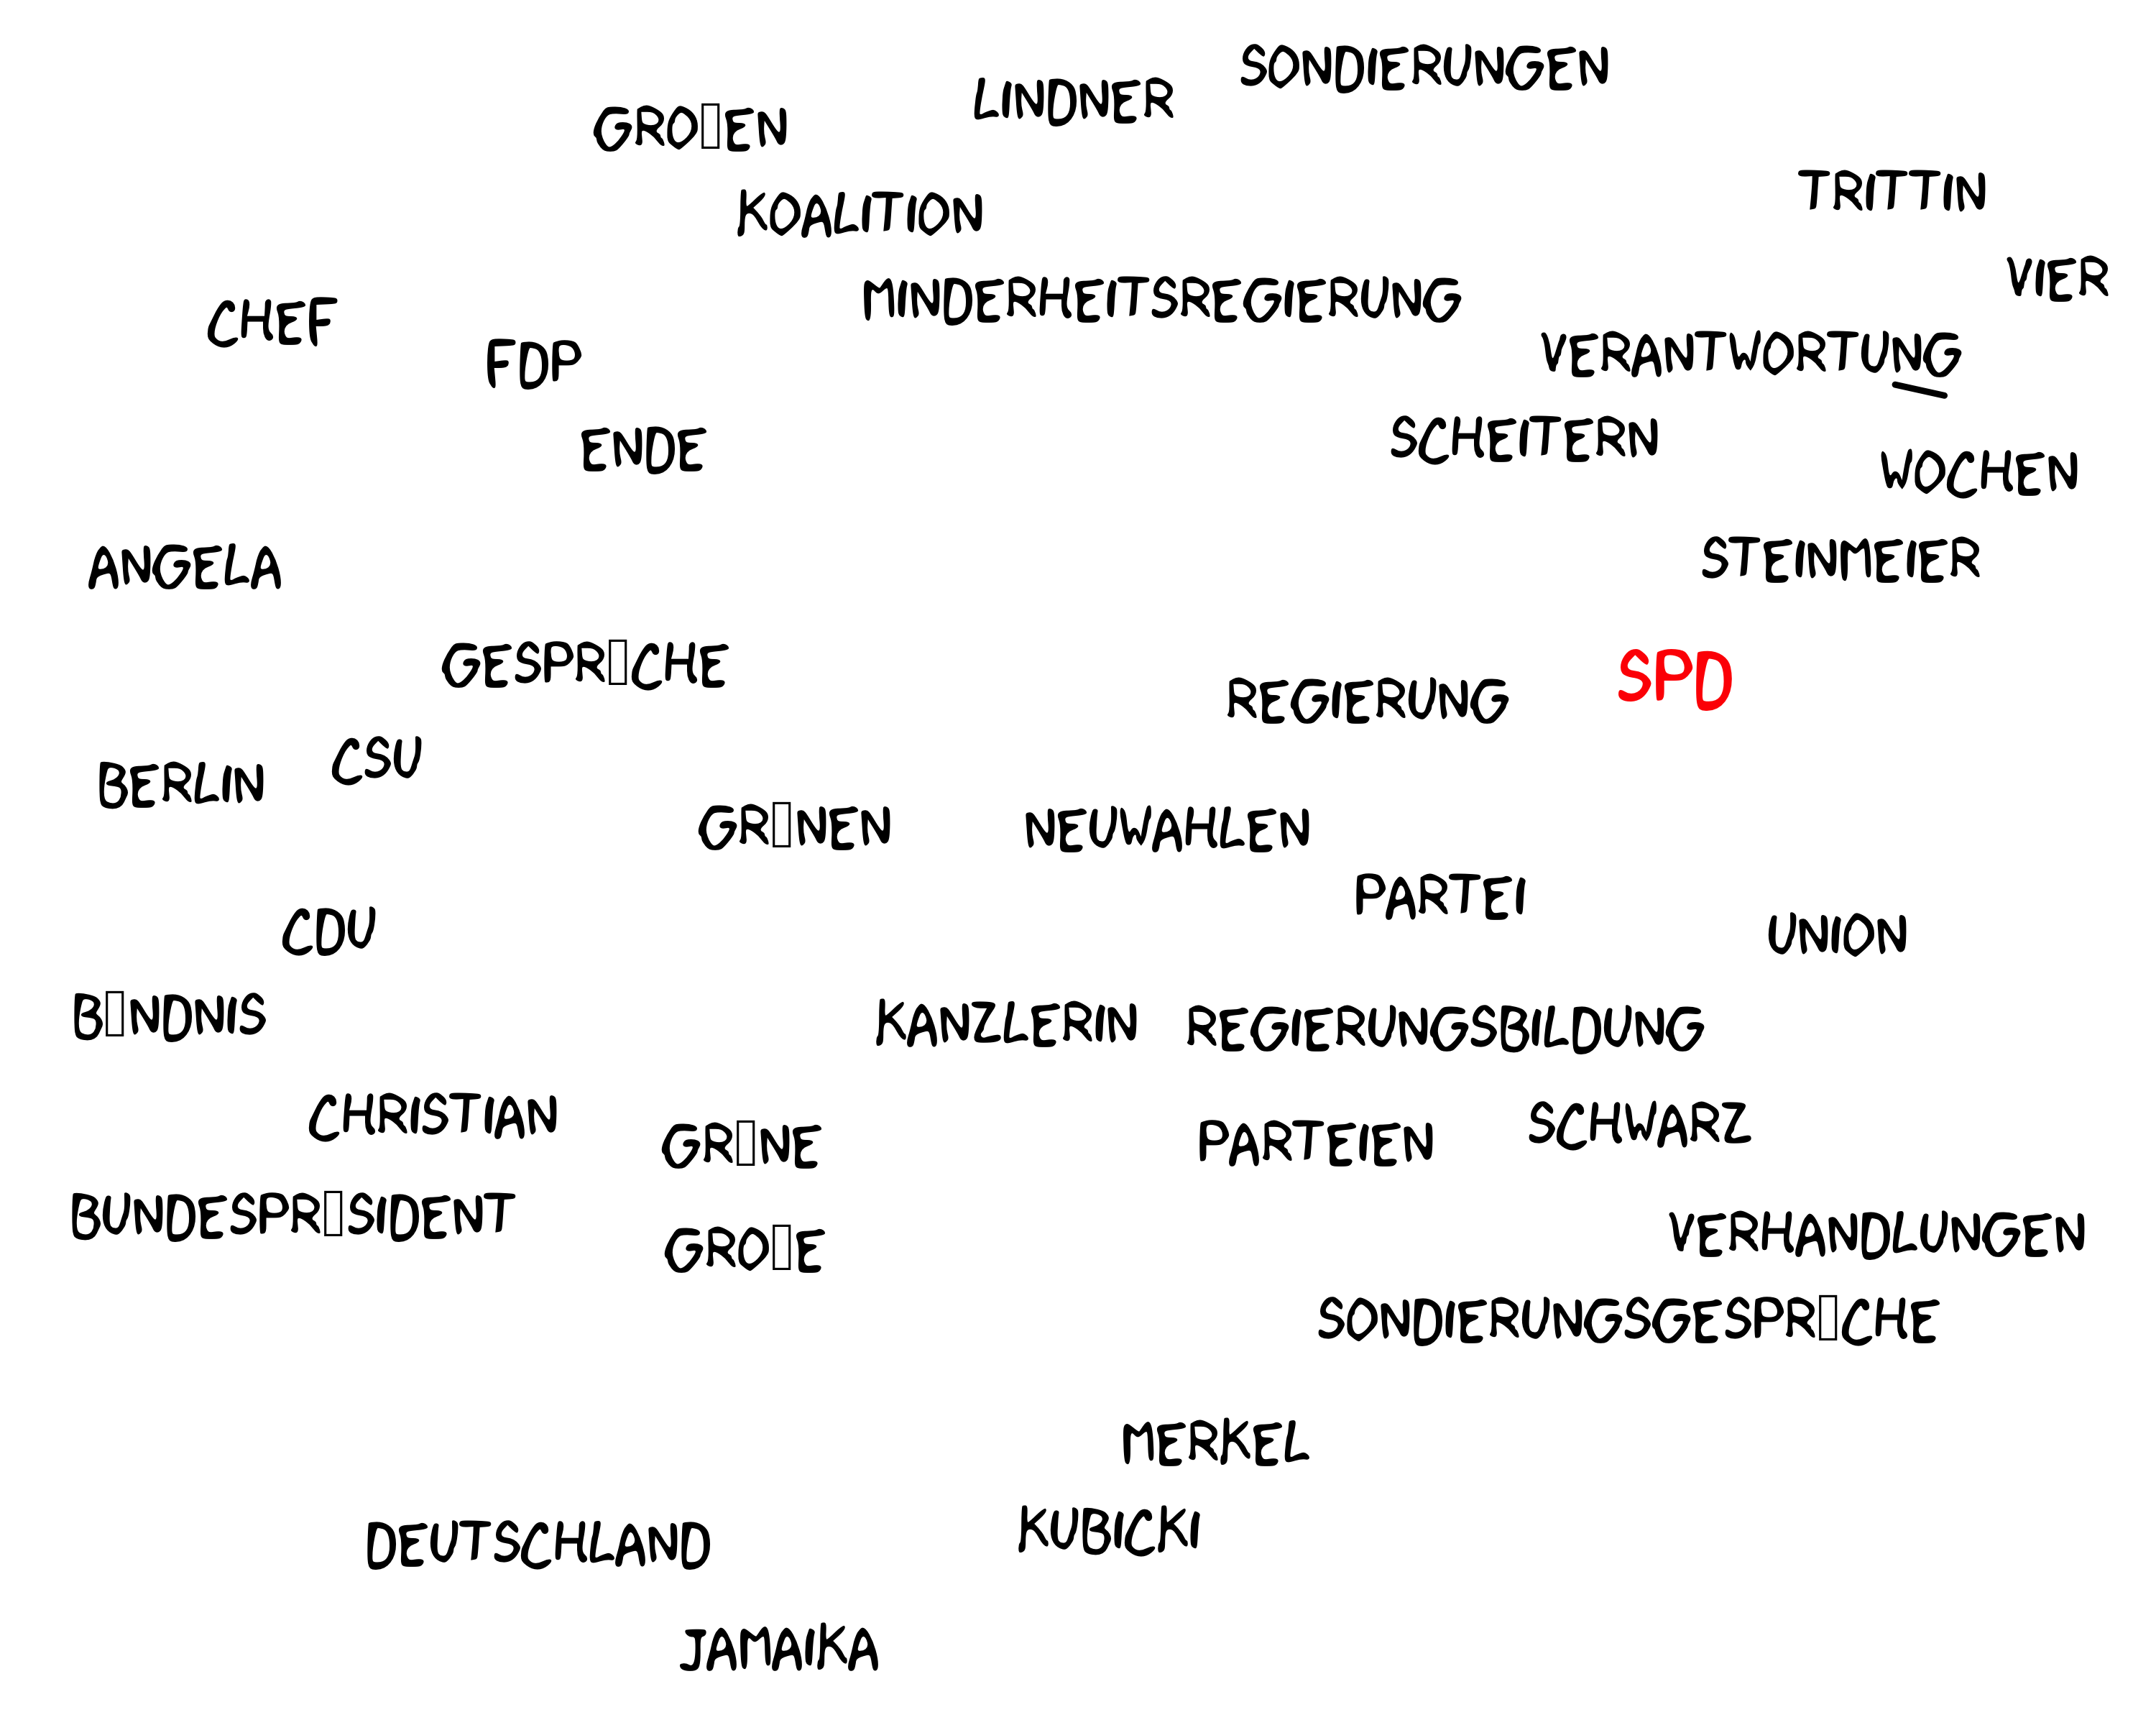 SONDIERUNGEN
LINDNER
GRO▯EN
TRITTIN
KOALITION
VIER
MINDERHEITSREGIERUNG
CHEF
VERANTWORTUNG
FDP
SCHEITERN
ENDE
WOCHEN
STEINMEIER
ANGELA
GESPR▯CHE
SPD
REGIERUNG
CSU
BERLIN
GR▯NEN
NEUWAHLEN
PARTEI
CDU
UNION
B▯NDNIS
KANZLERIN
REGIERUNGSBILDUNG
CHRISTIAN
SCHWARZ
GR▯NE
PARTEIEN
BUNDESPR▯SIDENT
VERHANDLUNGEN
GRO▯E
SONDIERUNGSGESPR▯CHE
MERKEL
KUBICKI
DEUTSCHLAND
JAMAIKA